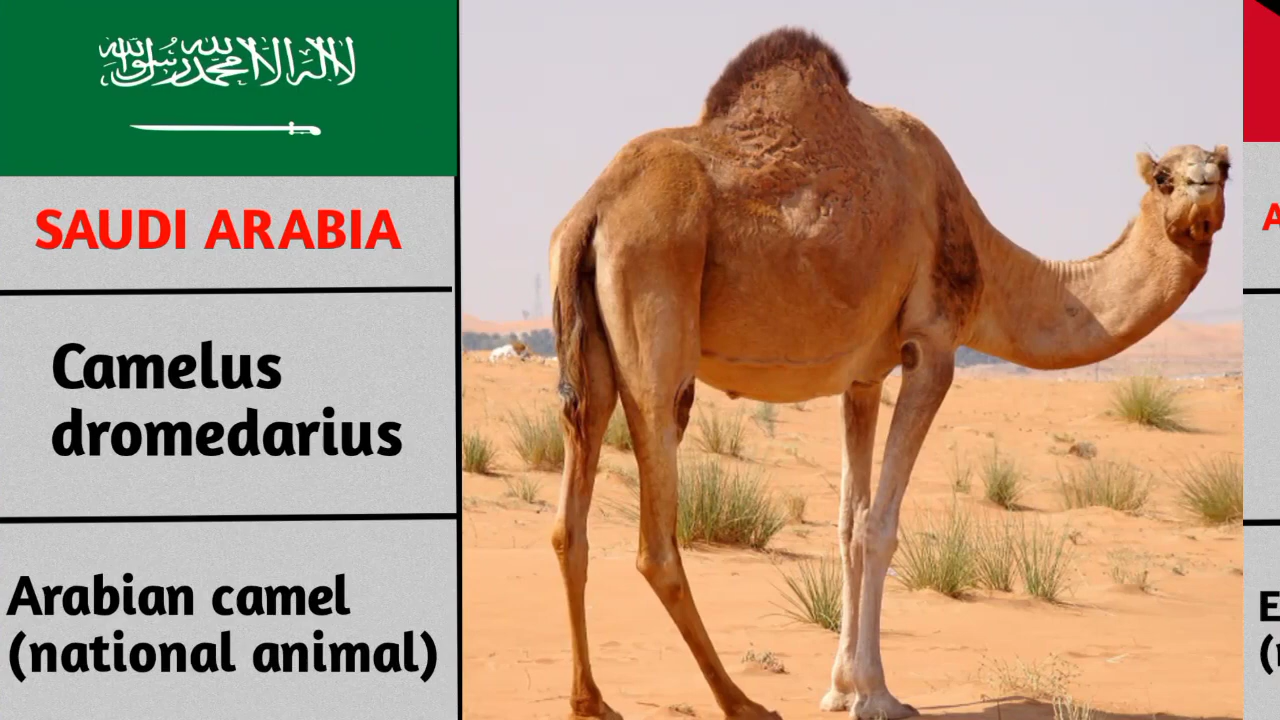 لا إله إلا الله محمد رسول الله
SAUDI ARABIA
Camelus
dromedarius
Arabian camel
(national animal)
A
E
(